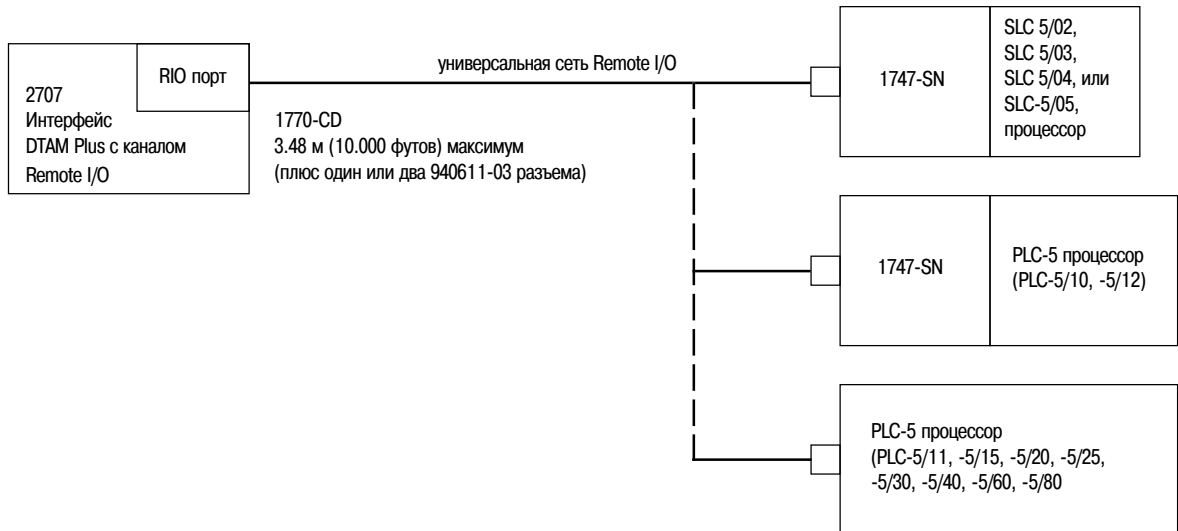 2707
Интерфейс
DTAM Plus с каналом
Remote I/O
RIO порт
универсальная сеть Remote I/O
1770-CD
3.48 м (10.000 футов) максимум
(плюс один или два 940611-03 разъема)
1747-SN
SLC 5/02,
SLC 5/03,
SLC 5/04, или
SLC-5/05,
процессор
1747-SN
PLC-5 процессор
(PLC-5/10, -5/12)
PLC-5 процессор
(PLC-5/11, -5/15, -5/20, -5/25,
-5/30, -5/40, -5/60, -5/80